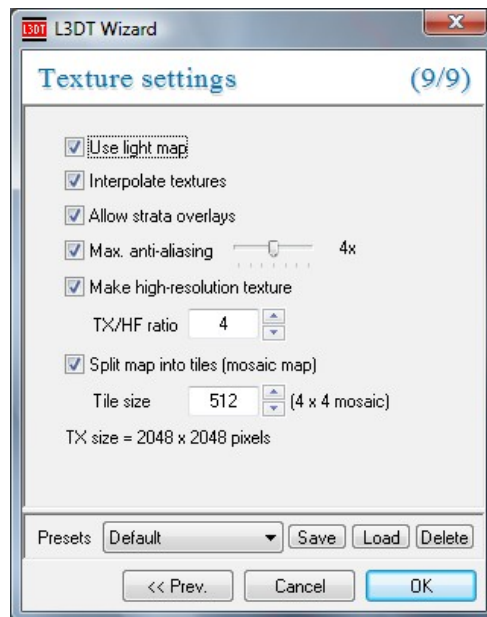 L3DT L3DT Wizard
Texture settings (9/9)
Use light map
Interpolate textures
Allow strata overlays
Max. anti-aliasing 4x
Make high-resolution texture
TX/HF ratio 4
Split map into tiles (mosaic map)
Tile size 512 (4 x 4 mosaic)
TX size = 2048 x 2048 pixels
Presets Default Save Load Delete
<< Prev. Cancel OK